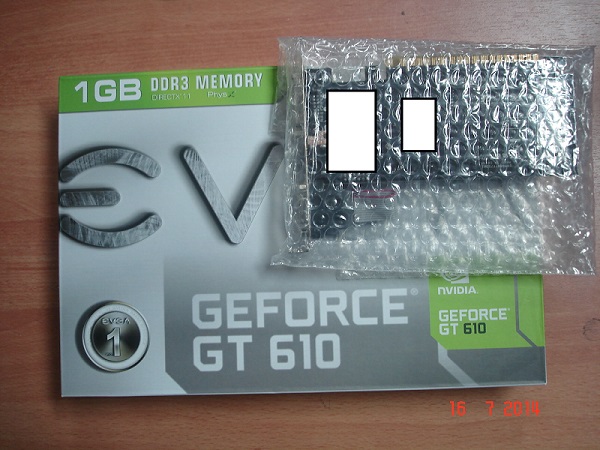 1GB DDR3 MEMORY
DIRECTX 11 PhysX
EV
GEFORCE®
GT 610
EVGA
1
NVIDIA.
GEFORCE®
GT 610
16 7 2014